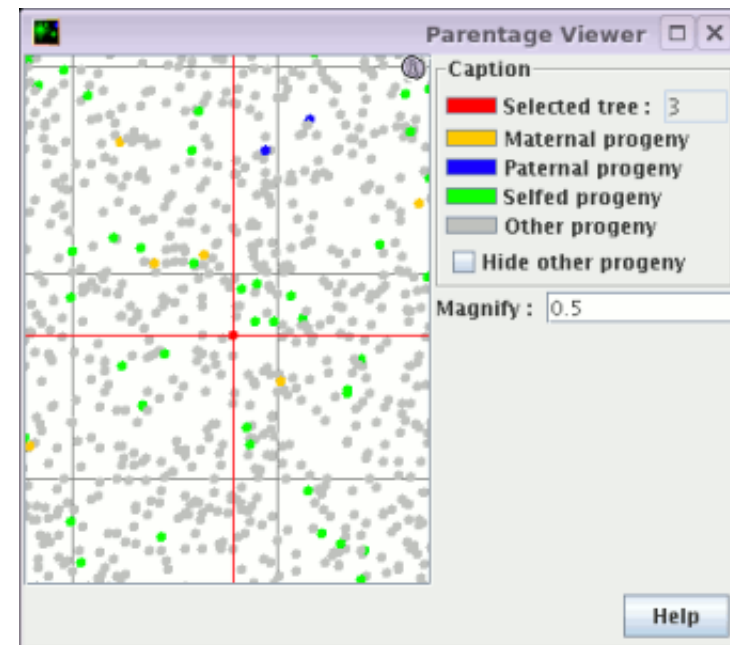 Parentage Viewer
Caption
Selected tree : 3
Maternal progeny
Paternal progeny
Selfed progeny
Other progeny
Hide other progeny
Magnify : 0.5
Help